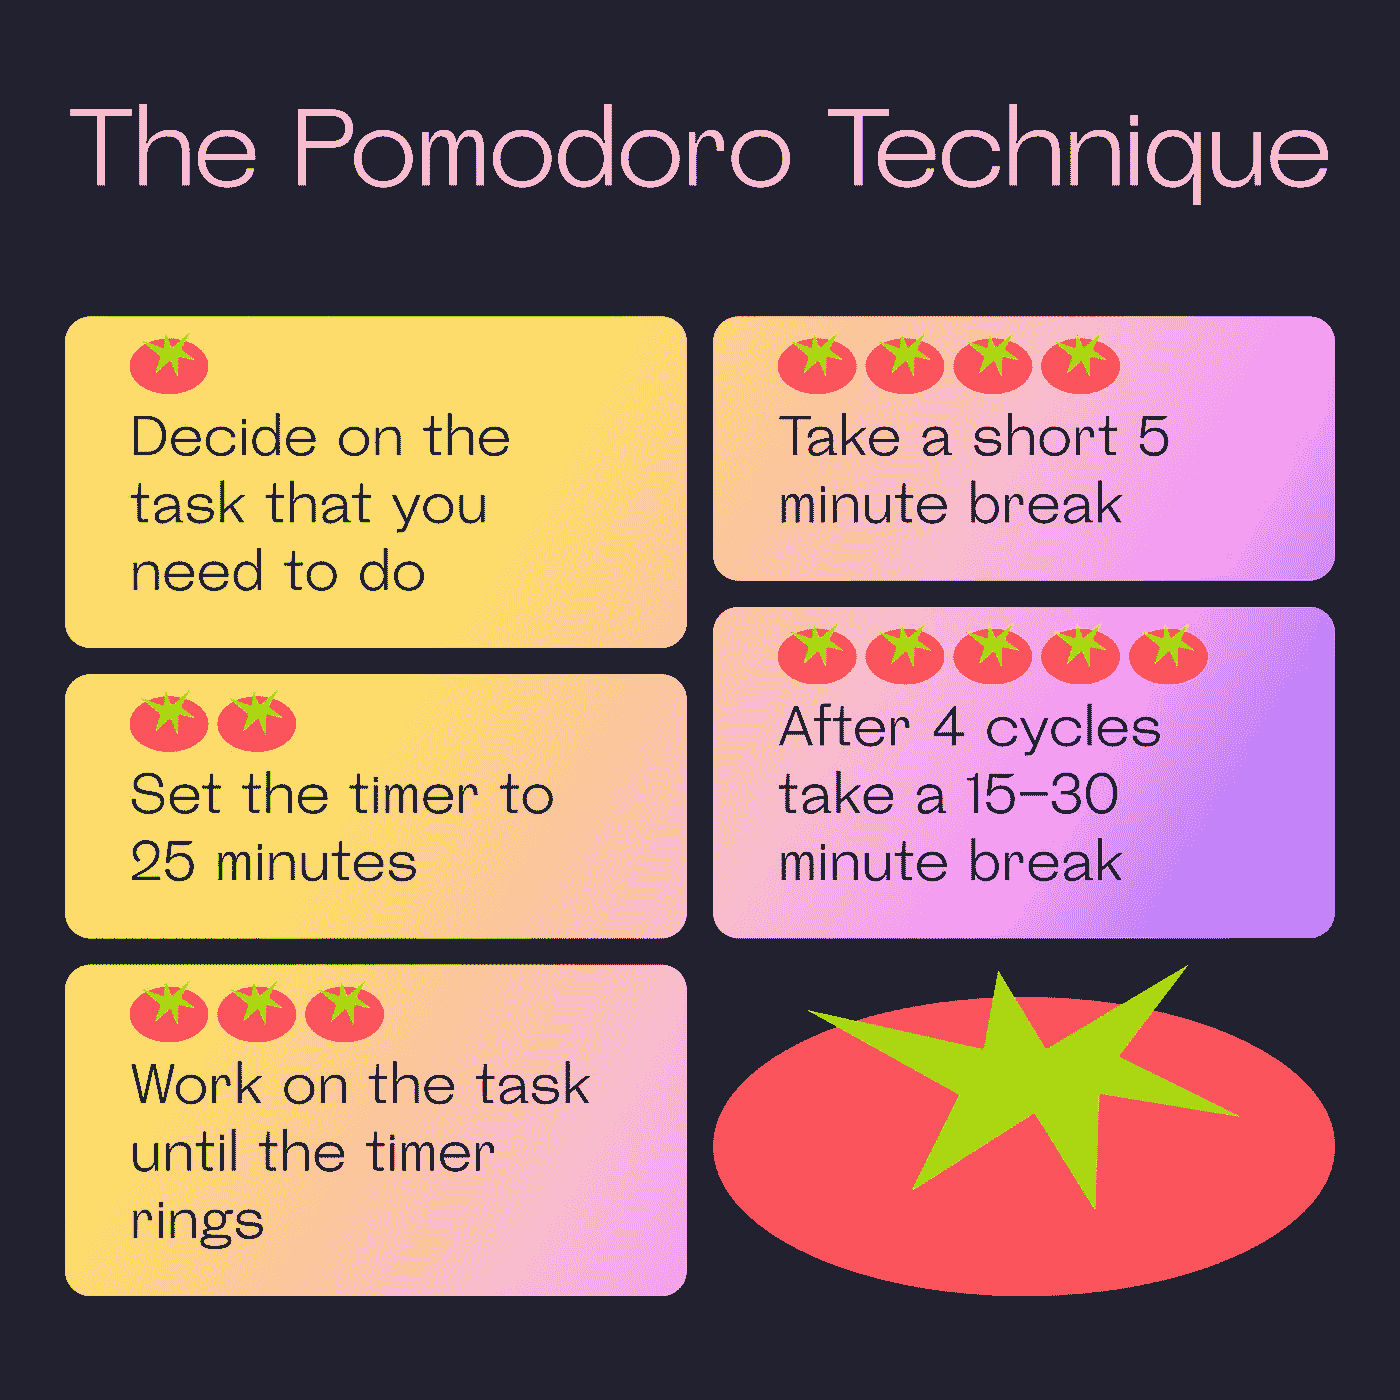 The Pomodoro Technique
Decide on the
task that you
need to do
Set the timer to
25 minutes
Work on the task
until the timer
rings
Take a short 5
minute break
After 4 cycles
take a 15–30
minute break